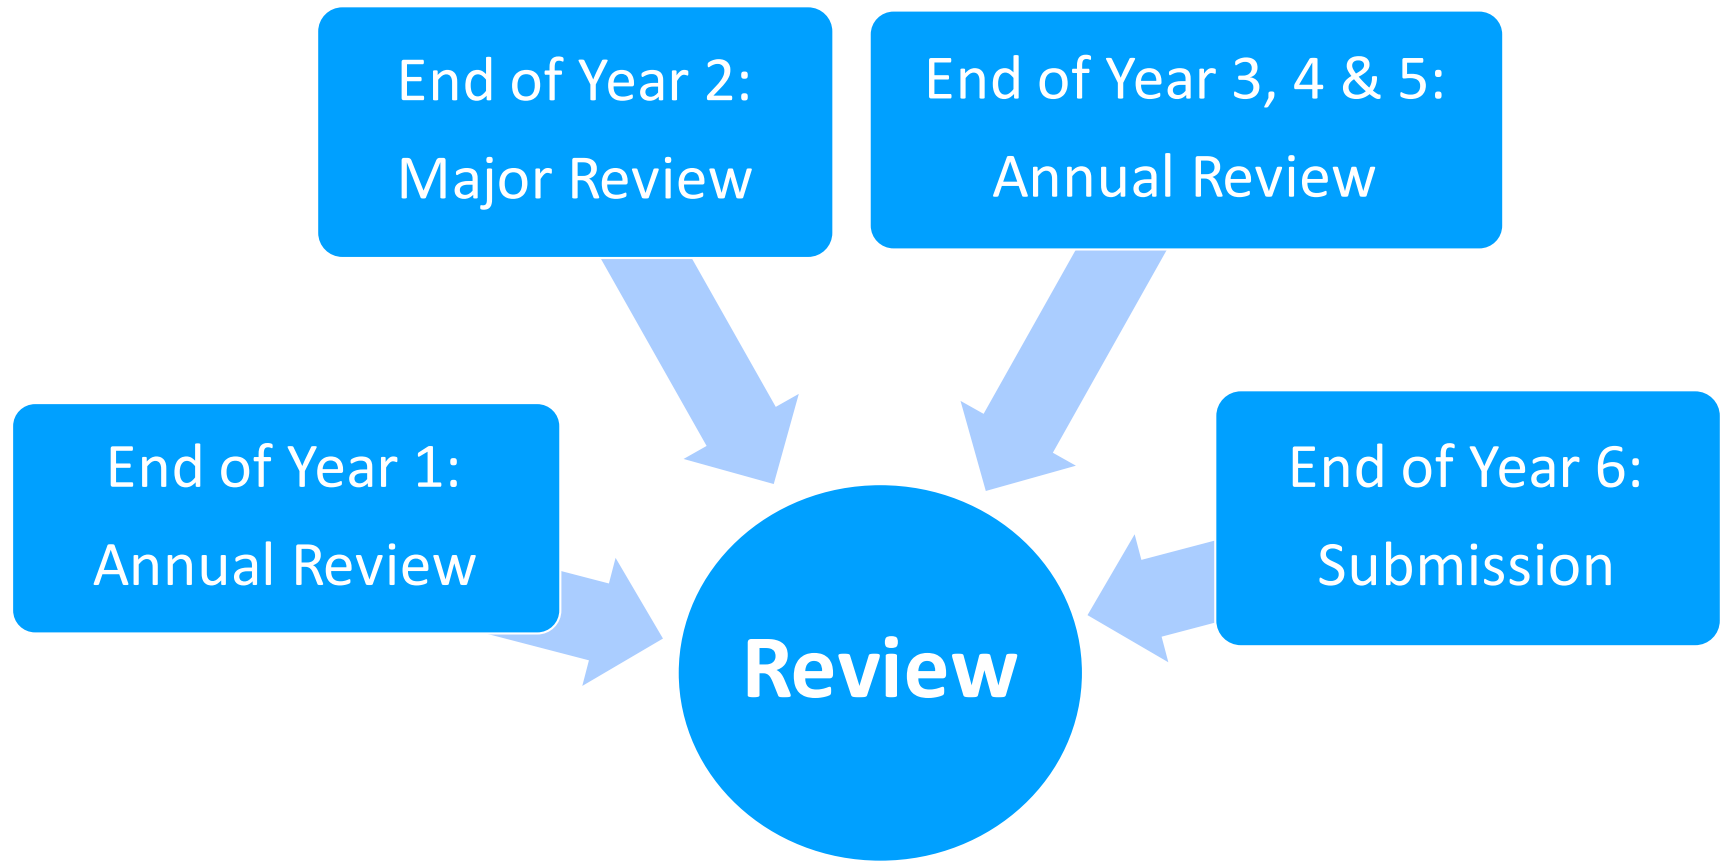 End of Year 2:
Major Review
End of Year 3, 4 & 5:
Annual Review
End of Year 1:
Annual Review
End of Year 6:
Submission
Review